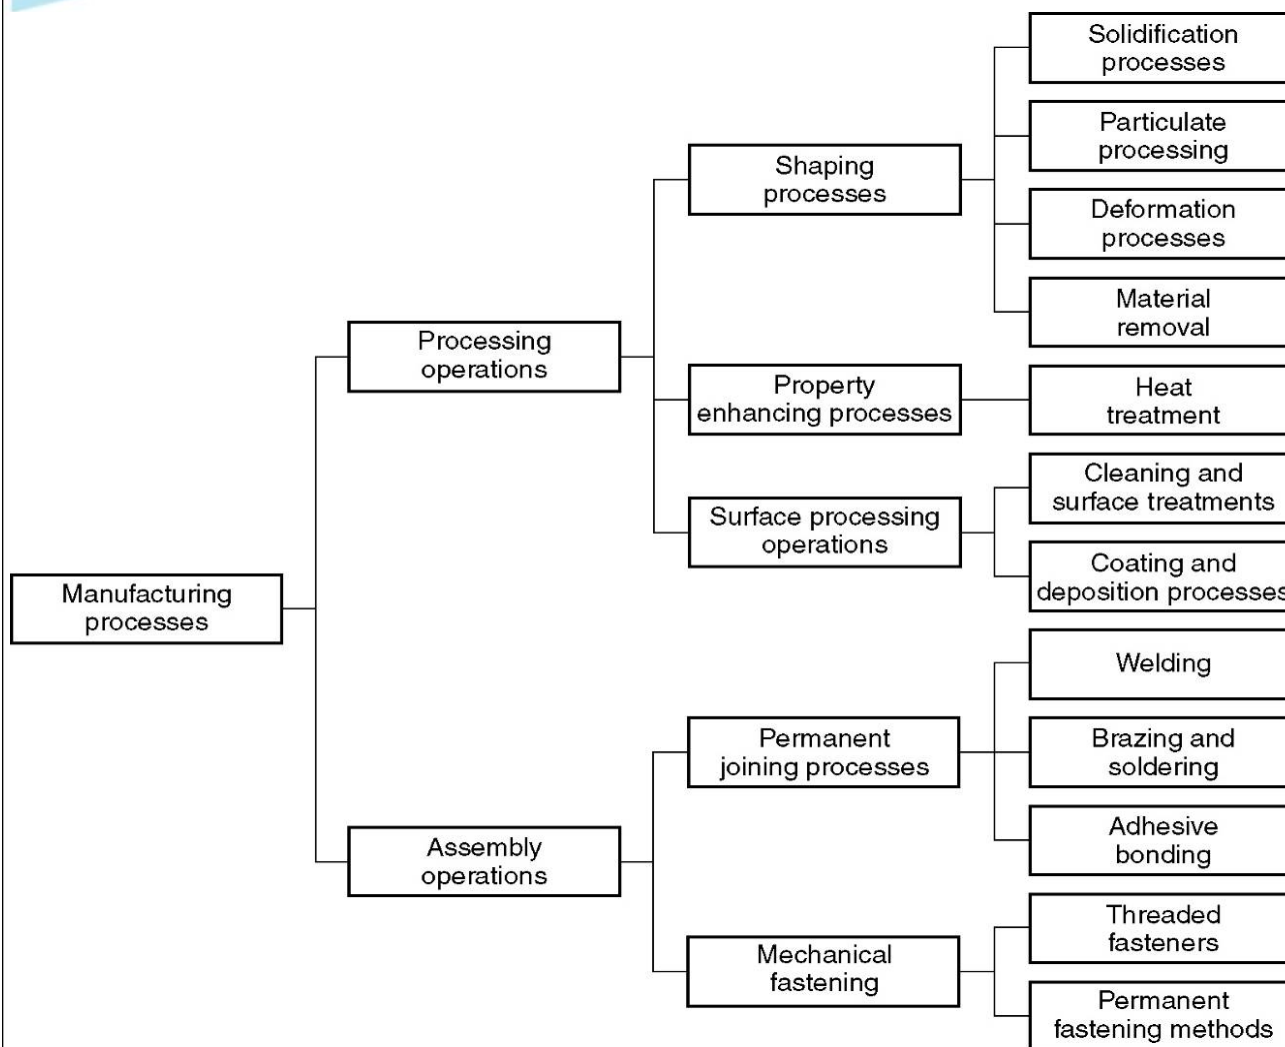 Solidification
processes
Particulate
processing
Shaping
processes
Deformation
processes
Material
removal
Processing
operations
Property
enhancing processes
Heat
treatment
Cleaning and
surface treatments
Surface processing
operations
Coating and
deposition processes
Manufacturing
processes
Welding
Permanent
joining processes
Brazing and
soldering
Adhesive
bonding
Assembly
operations
Threaded
fasteners
Mechanical
fastening
Permanent
fastening methods